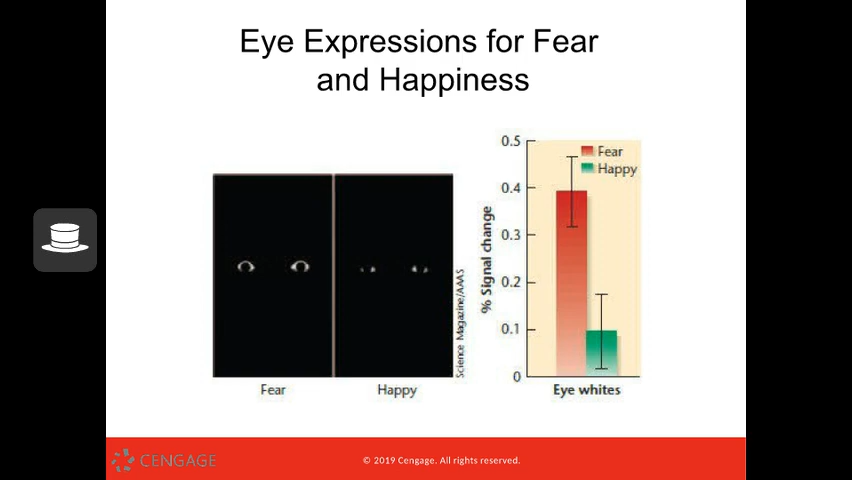 Eye Expressions for Fear
and Happiness
Fear
Happy
Science Magazine/AAAS
% Signal change
0.5
0.4
0.3
0.2
0.1
0
Fear
Happy
Eye whites
CENGAGE
© 2019 Cengage. All rights reserved.